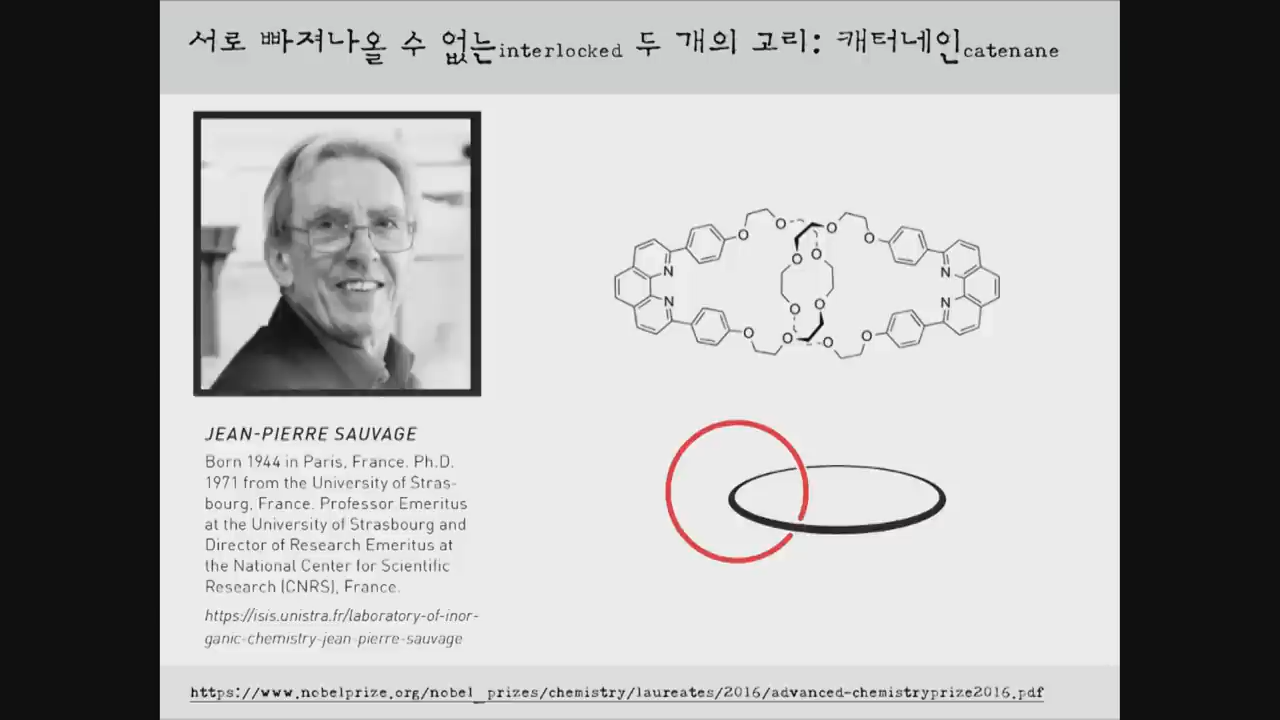 서로 빠져나올 수 없는interlocked 두 개의 고리: 캐터네인catenane
JEAN-PIERRE SAUVAGE
Born 1944 in Paris, France. Ph.D.
1971 from the University of Stras-
bourg, France. Professor Emeritus
at the University of Strasbourg and
Director of Research Emeritus at
the National Center for Scientific
Research (CNRS), France.
https://isis.unistra.fr/laboratory-of-inor-
ganic-chemistry-jean-pierre-sauvage
O O O O
N O O N
N O O N
O O O O
https://www.nobelprize.org/nobel_prizes/chemistry/laureates/2016/advanced-chemistryprize2016.pdf